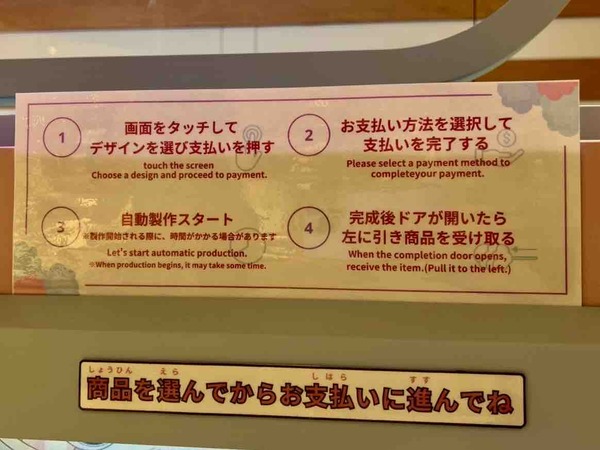 1
画面をタッチして
デザインを選び支払いを押す
touch the screen
Choose a design and proceed to payment.
2
お支払い方法を選択して
支払いを完了する
Please select a payment method to
completeyour payment.
3
自動製作スタート
※製作開始される際に、時間がかかる場合があります
Let's start automatic production.
※When production begins, it may take some time.
4
完成後ドアが開いたら
左に引き商品を受け取る
When the completion door opens,
receive the item.(Pull it to the left.)
しょうひん えら しはら すす
商品を選んでからお支払いに進んでね